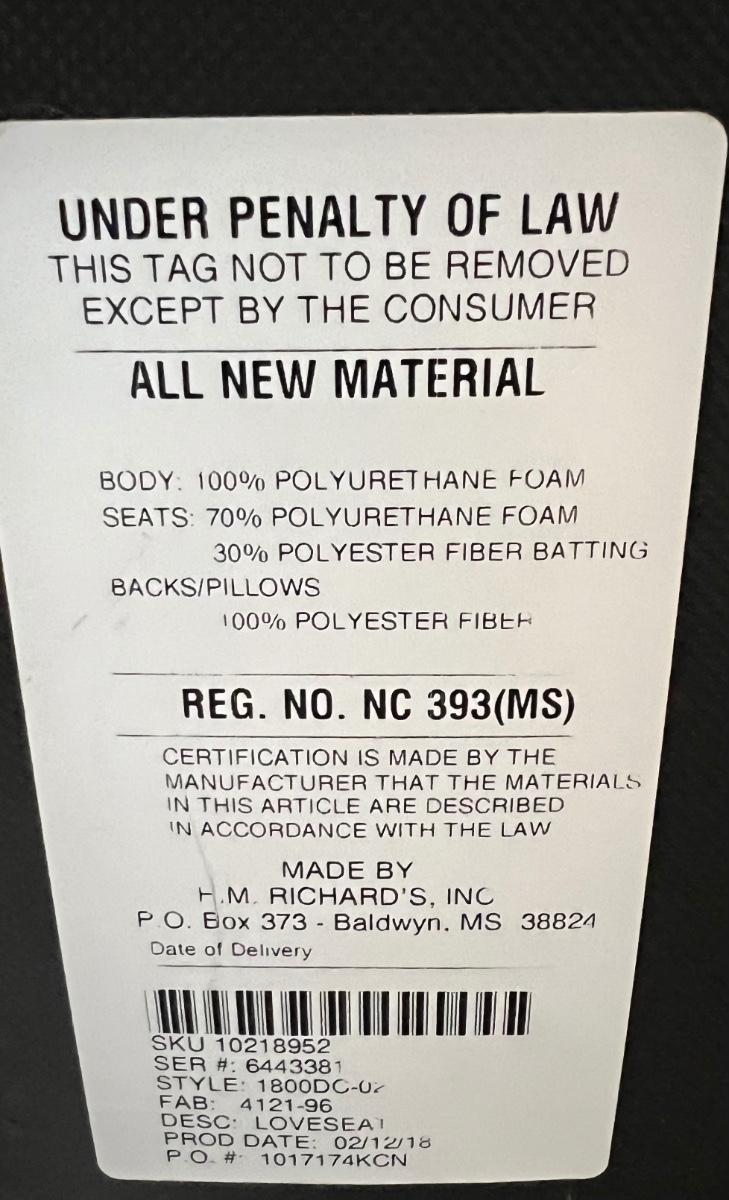 UNDER PENALTY OF LAW
THIS TAG NOT TO BE REMOVED
EXCEPT BY THE CONSUMER
ALL NEW MATERIAL
BODY: 100% POLYURETHANE FOAM
SEATS: 70% POLYURETHANE FOAM
30% POLYESTER FIBER BATTING
BACKS/PILLOWS
100% POLYESTER FIBER
REG. NO. NC 393(MS)
CERTIFICATION IS MADE BY THE
MANUFACTURER THAT THE MATERIALS
IN THIS ARTICLE ARE DESCRIBED
IN ACCORDANCE WITH THE LAW
MADE BY
H.M. RICHARD'S, INC
P.O. Box 373 - Baldwyn, MS 38824
Date of Delivery
SKU 10218952
SER #: 6443381
STYLE: 1800DC-02
FAB: 4121-96
DESC: LOVESEAT
PROD DATE: 02/12/18
P.O. #: 1017174KCN